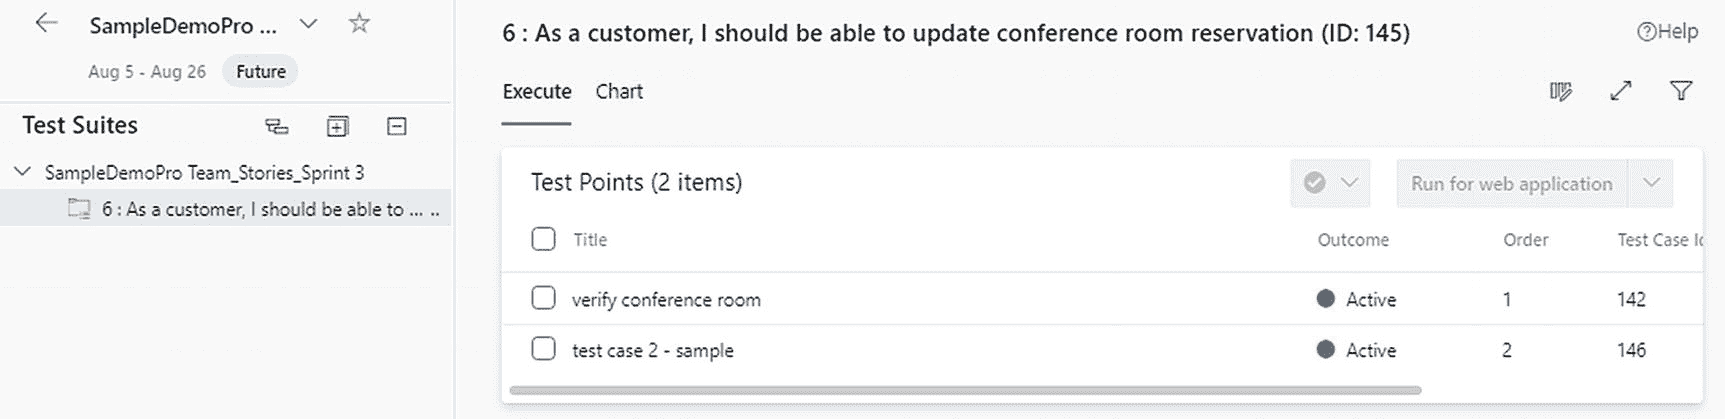 SampleDemoPro ...
Aug 5 - Aug 26 Future
Test Suites
SampleDemoPro Team_Stories_Sprint 3
6 : As a customer, I should be able to ... ..
6 : As a customer, I should be able to update conference room reservation (ID: 145)
Help
Execute Chart
Test Points (2 items)
Run for web application
Title Outcome Order Test Case Id
verify conference room Active 1 142
test case 2 - sample Active 2 146